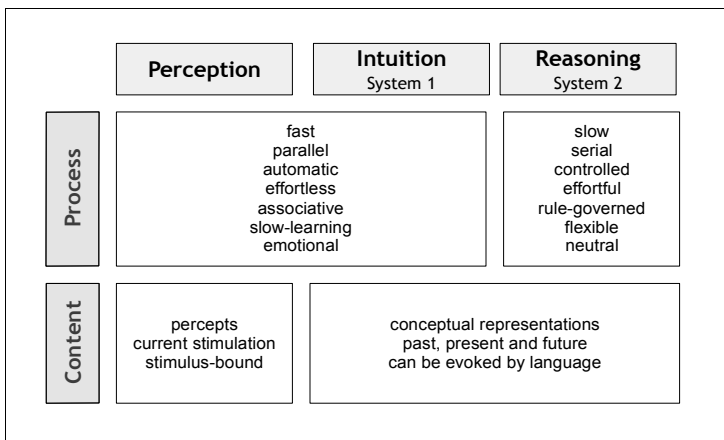 Perception
Intuition
System 1
Reasoning
System 2
Process
fast
parallel
automatic
effortless
associative
slow-learning
emotional
slow
serial
controlled
effortful
rule-governed
flexible
neutral
Content
percepts
current stimulation
stimulus-bound
conceptual representations
past, present and future
can be evoked by language